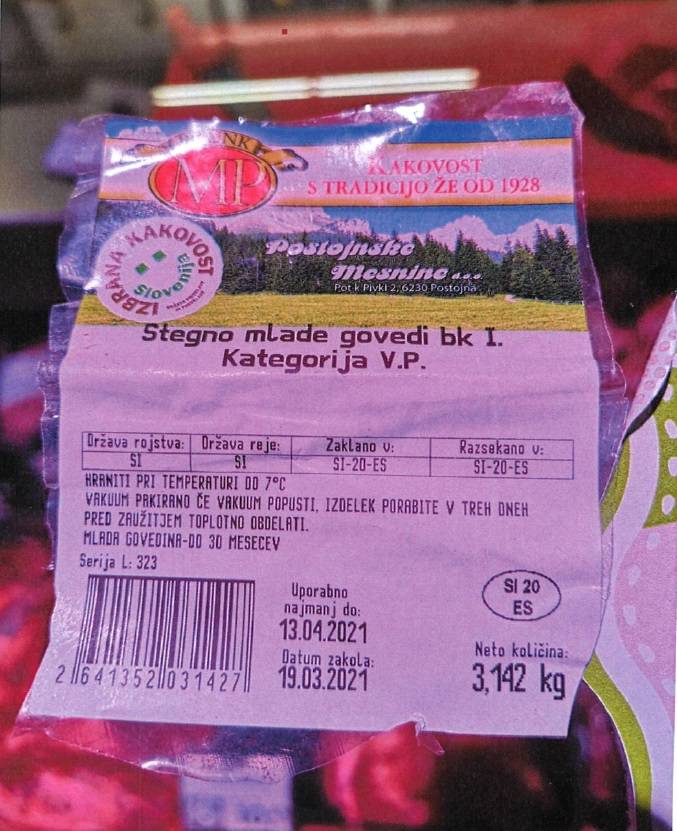 NK
MP
KAKOVOST
S TRADICIJO ŽE OD 1928
IZBRANA KAKOVOST
Slovenije
Postojnske
Mesnine d.o.o.
Pot k Pivki 2, 6230 Postojna
Stegno mlade govedi bk I.
Kategorija V.P.
Država rojstva: Država reje: Zaklano v: Razsekano v:
SI SI SI-20-ES SI-20-ES
HRANITI PRI TEMPERATURI DO 7°C
VAKUUM PAKIRANO ČE VAKUUM POPUSTI, IZDELEK PORABITE V TREH DNEH
PRED ZAUŽITJEM TOPLOTNO OBDELATI.
MLADA GOVEDINA-DO 30 MESECEV
Serija L: 323
Uporabno
najmanj do:
13.04.2021
Datum zakola:
19.03.2021
SI 20
ES
Neto količina:
3,142 kg
2 641352 031427